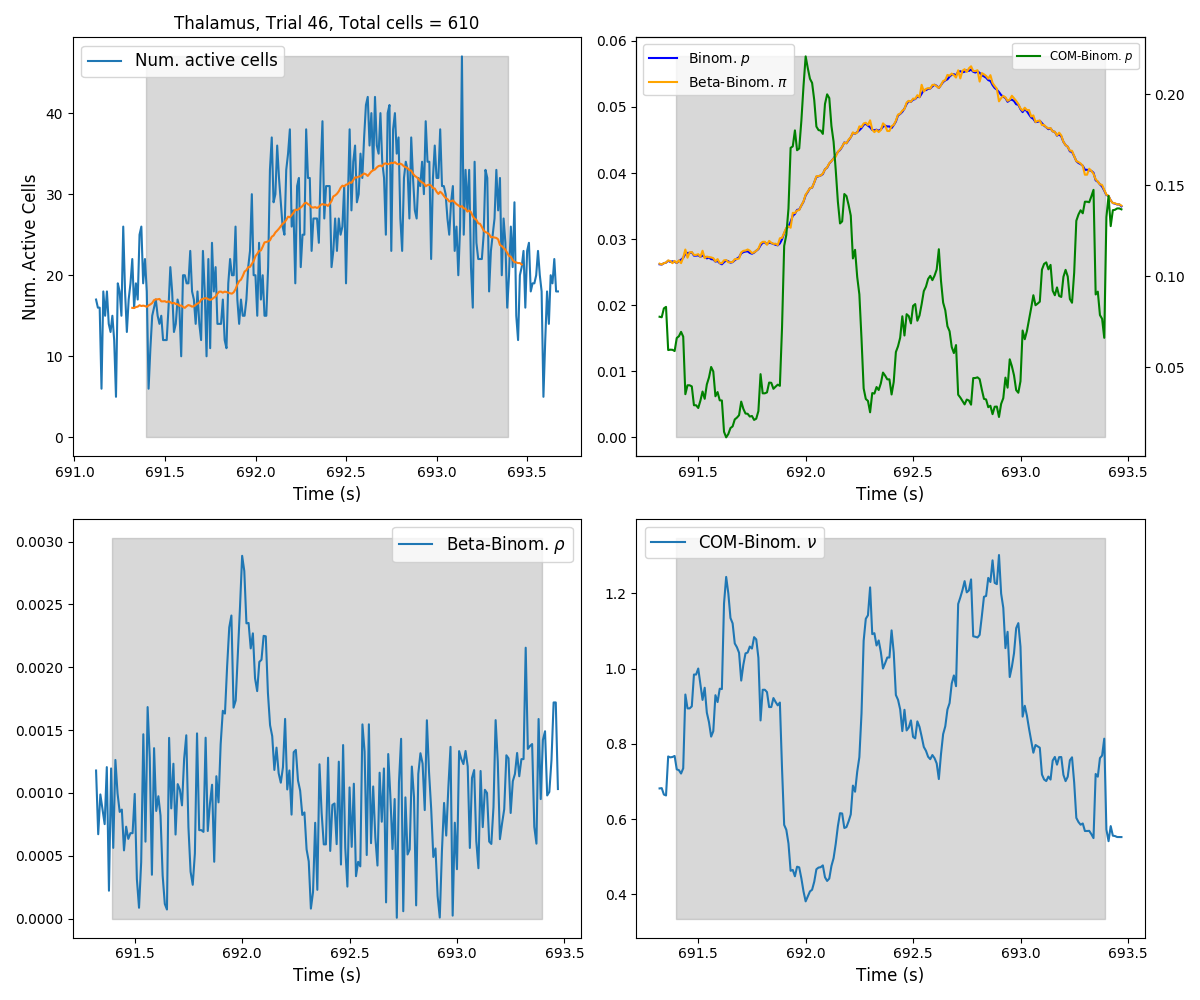 Thalamus, Trial 46, Total cells = 610
Num. active cells
Num. Active Cells
40
30
20
10
0
691.0 691.5 692.0 692.5 693.0 693.5
Time (s)
Binom. p
Beta-Binom. π
COM-Binom. p
0.06
0.05
0.04
0.03
0.02
0.01
0.00
0.20
0.15
0.10
0.05
691.5 692.0 692.5 693.0 693.5
Time (s)
Beta-Binom. ρ
0.0030
0.0025
0.0020
0.0015
0.0010
0.0005
0.0000
691.5 692.0 692.5 693.0 693.5
Time (s)
COM-Binom. ν
1.2
1.0
0.8
0.6
0.4
691.5 692.0 692.5 693.0 693.5
Time (s)